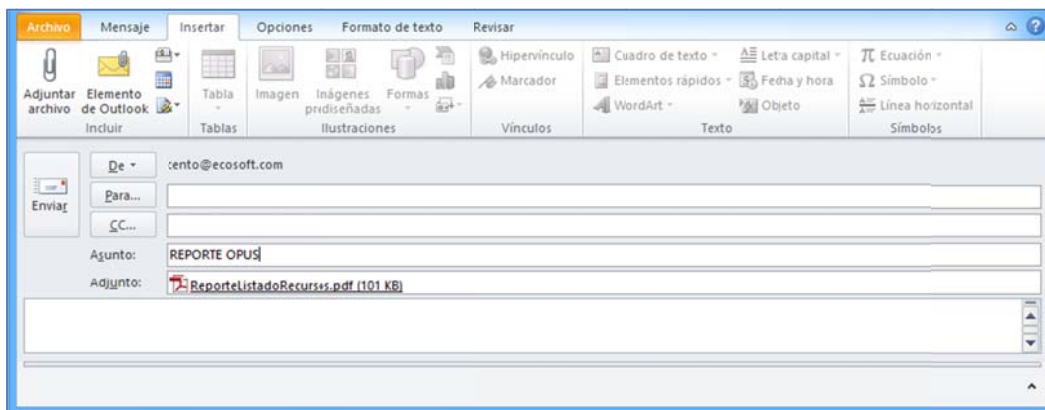 Archivo Mensaje Insertar Opciones Formato de texto Revisar
Adjuntar archivo
Elemento de Outlook
Incluir
Tabla
Tablas
Imagen
Imágenes prediseñadas
Formas
Ilustraciones
Hipervínculo
Marcador
Vínculos
Cuadro de texto
Elementos rápidos
WordArt
Letra capital
Fecha y hora
Objeto
Texto
π Ecuación
Ω Símbolo
Línea horizontal
Símbolos
Enviar
De :ento@ecosoft.com
Para...
CC...
Asunto: REPORTE OPUS
Adjunto: ReporteListadoRecursos.pdf (101 KB)